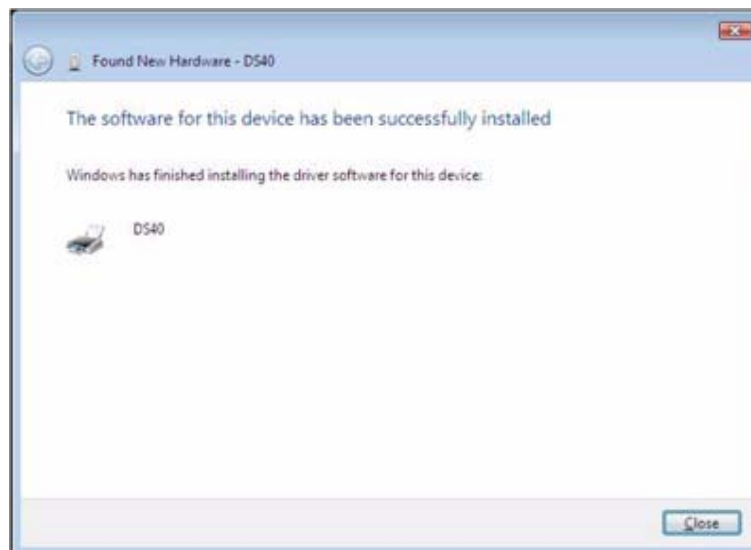 Found New Hardware - DS40
The software for this device has been successfully installed
Windows has finished installing the driver software for this device:
DS40
Close